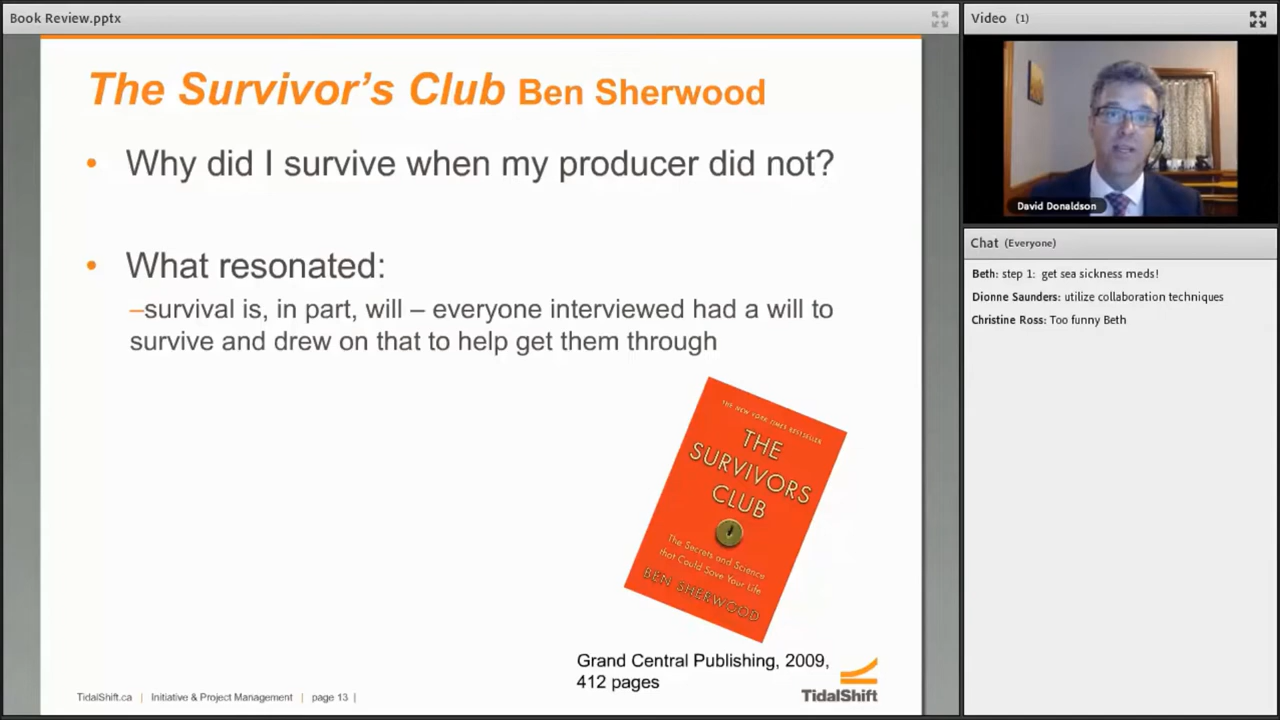 Book Review.pptx
The Survivor's Club Ben Sherwood
• Why did I survive when my producer did not?
• What resonated:
–survival is, in part, will – everyone interviewed had a will to
survive and drew on that to help get them through
THE NEW YORK TIMES BESTSELLER
THE
SURVIVORS
CLUB
The Secrets and Science
that Could Save Your Life
BEN SHERWOOD
Grand Central Publishing, 2009,
412 pages
TidalShift.ca | Initiative & Project Management | page 13 |
TidalShift
Video (1)
David Donaldson
Chat (Everyone)
Beth: step 1: get sea sickness meds!
Dionne Saunders: utilize collaboration techniques
Christine Ross: Too funny Beth